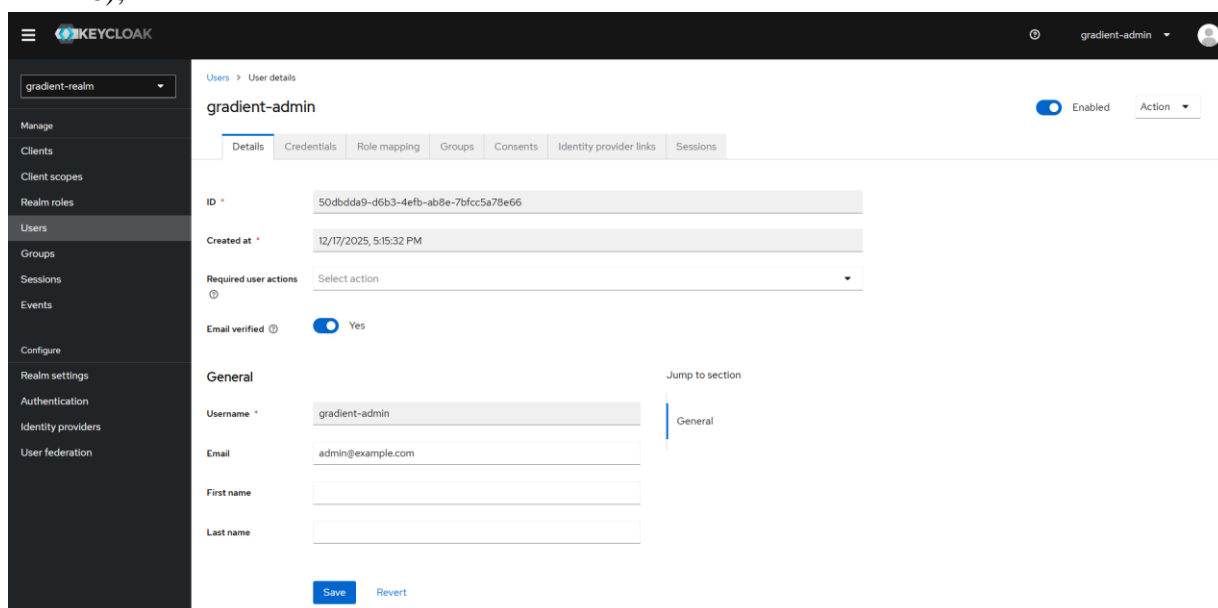 KEYCLOAK
gradient-admin
gradient-realm
Manage
Clients
Client scopes
Realm roles
Users
Groups
Sessions
Events
Configure
Realm settings
Authentication
Identity providers
User federation
Users > User details
gradient-admin
Enabled
Action
Details Credentials Role mapping Groups Consents Identity provider links Sessions
ID * 50dbdda9-d6b3-4efb-ab8e-7bfcc5a78e66
Created at * 12/17/2025, 5:15:32 PM
Required user actions Select action
Email verified Yes
General
Username * gradient-admin
Email admin@example.com
First name
Last name
Save Revert
Jump to section
General